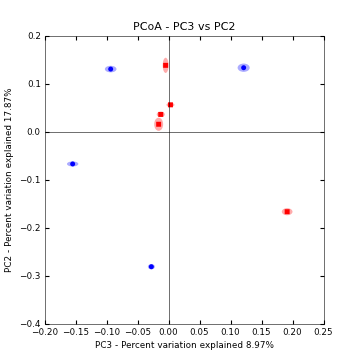 PCoA - PC3 vs PC2
PC2 - Percent variation explained 17.87%
0.2
0.1
0.0
−0.1
−0.2
−0.3
−0.4
−0.20 −0.15 −0.10 −0.05 0.00 0.05 0.10 0.15 0.20 0.25
PC3 - Percent variation explained 8.97%